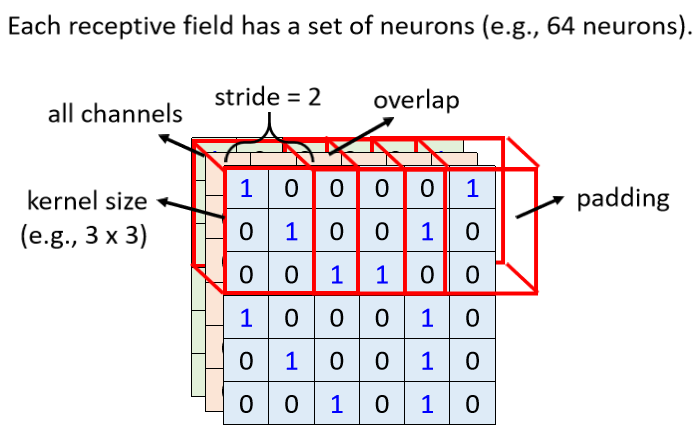 Each receptive field has a set of neurons (e.g., 64 neurons).
stride = 2
overlap
all channels
kernel size
(e.g., 3 x 3)
padding
1 0 0 0 0 1
0 1 0 0 1 0
0 0 1 1 0 0
1 0 0 0 1 0
0 1 0 0 1 0
0 0 1 0 1 0